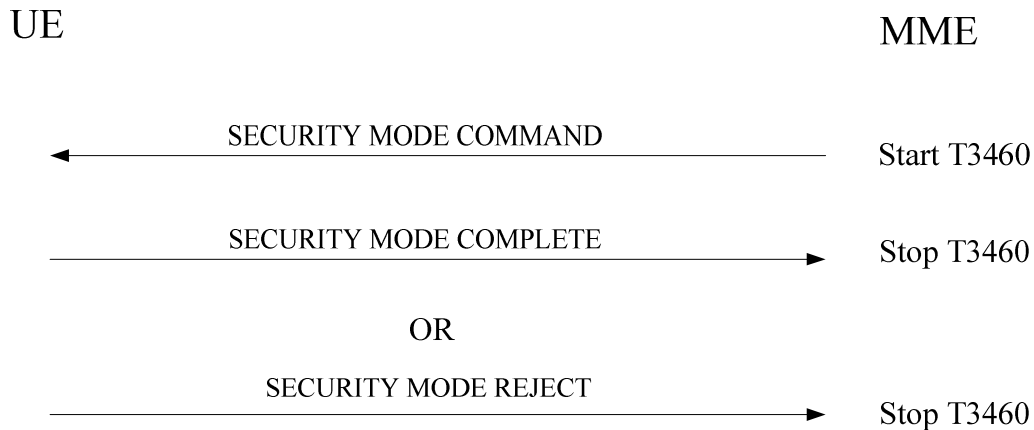 UE
MME
SECURITY MODE COMMAND
Start T3460
SECURITY MODE COMPLETE
Stop T3460
OR
SECURITY MODE REJECT
Stop T3460